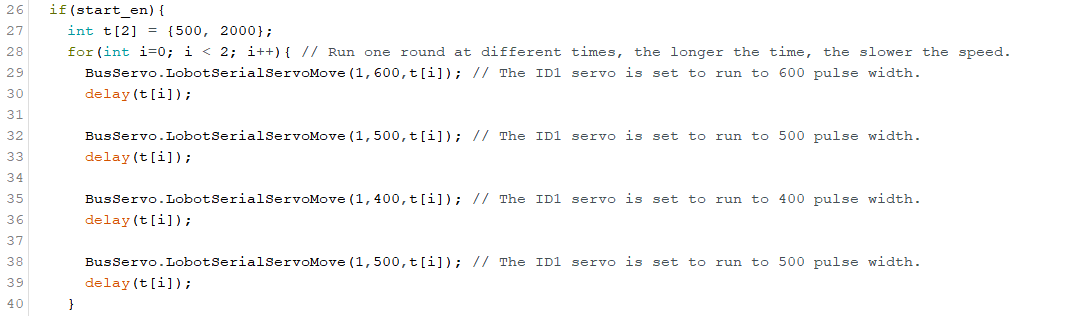 26 if(start_en){
27 int t[2] = {500, 2000};
28 for(int i=0; i < 2; i++){ // Run one round at different times, the longer the time, the slower the speed.
29 BusServo.LobotSerialServoMove(1,600,t[i]); // The ID1 servo is set to run to 600 pulse width.
30 delay(t[i]);
31
32 BusServo.LobotSerialServoMove(1,500,t[i]); // The ID1 servo is set to run to 500 pulse width.
33 delay(t[i]);
34
35 BusServo.LobotSerialServoMove(1,400,t[i]); // The ID1 servo is set to run to 400 pulse width.
36 delay(t[i]);
37
38 BusServo.LobotSerialServoMove(1,500,t[i]); // The ID1 servo is set to run to 500 pulse width.
39 delay(t[i]);
40 }